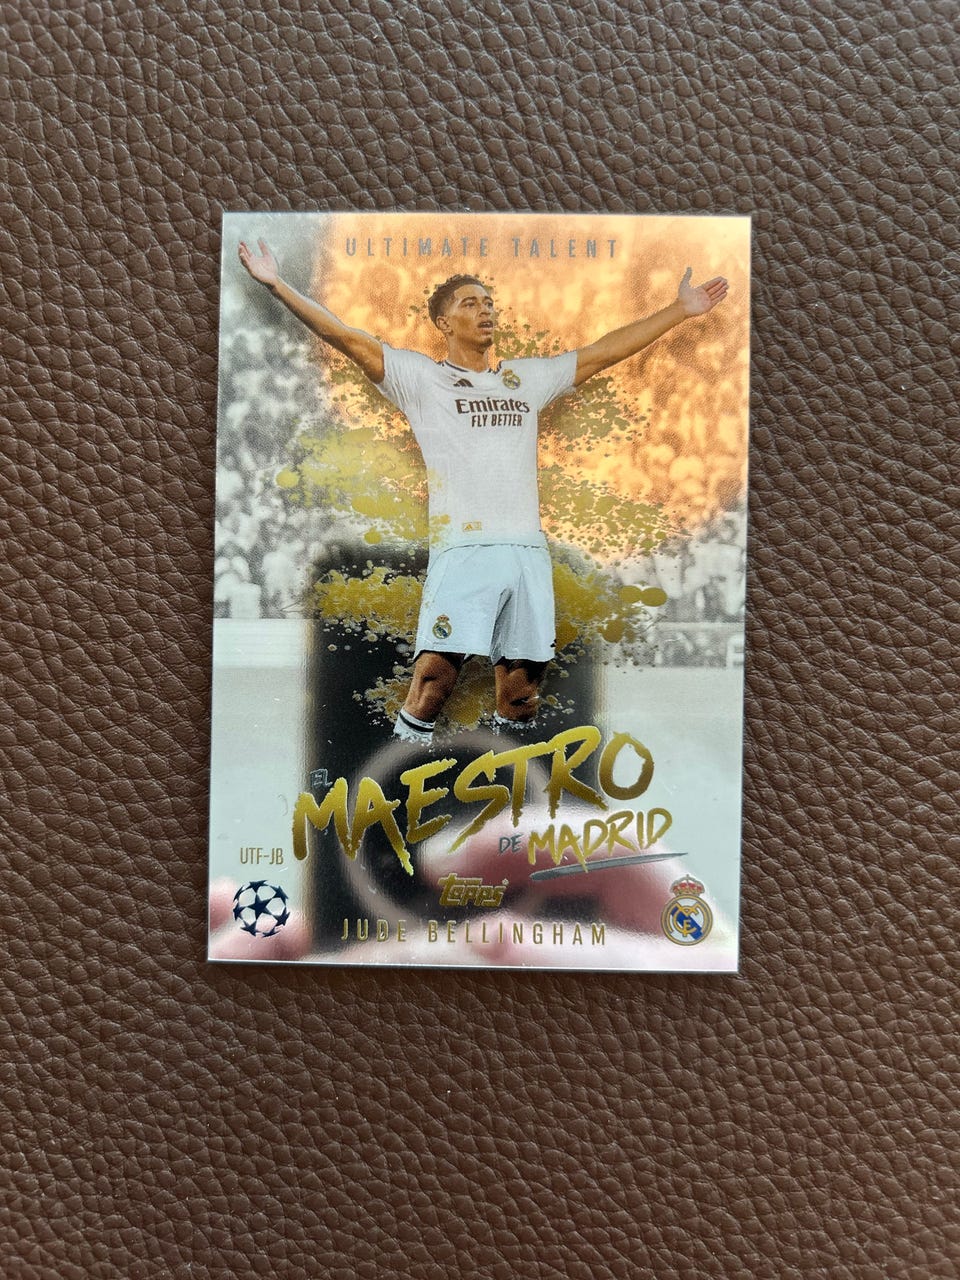 ULTIMATE TALENT
Emirates
FLY BETTER
EL
MAESTRO
DE MADRID
UTF-JB
topps
JUDE BELLINGHAM